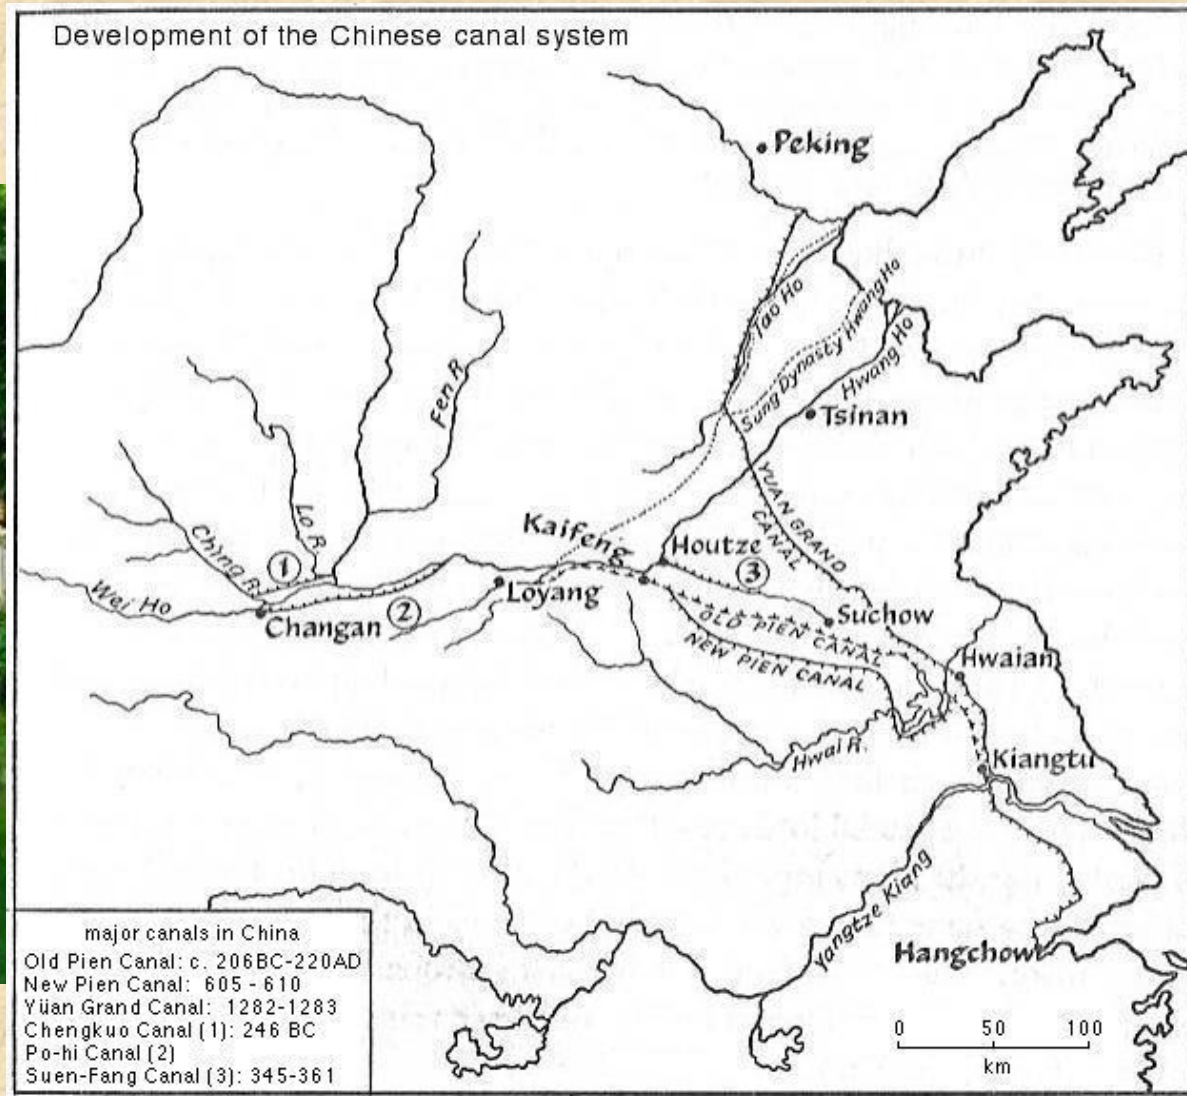 Development of the Chinese canal system
Peking
Tao Ho
Sung Dynasty Hwang Ho
Hwang Ho
Tsinan
Fen R
Lo R
Ching R.
Wei Ho
1
2
3
Changan
Loyang
Kaifeng
Houtze
YUAN GRAND
CANAL
Suchow
OLD PIEN CANAL
NEW PIEN CANAL
Hwaian
Hwai R.
Kiangtu
Yangtze Kiang
Hangchow
0 50 100
km
major canals in China
Old Pien Canal: c. 206BC-220AD
New Pien Canal: 605 - 610
Yüan Grand Canal: 1282-1283
Chengkuo Canal (1): 246 BC
Po-hi Canal (2)
Suen-Fang Canal (3): 345-361